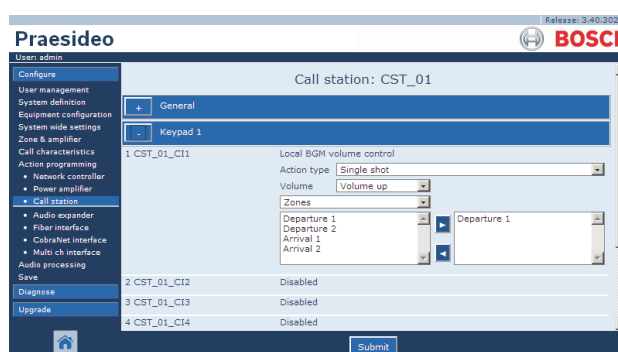 Release: 3.40.302
Praesideo
BOSCH
User: admin
Configure
User management
System definition
Equipment configuration
System wide settings
Zone & amplifier
Call characteristics
Action programming
• Network controller
• Power amplifier
• Call station
• Audio expander
• Fiber interface
• CobraNet interface
• Multi ch interface
Audio processing
Save
Diagnose
Upgrade
Call station: CST_01
+ General
- Keypad 1
1 CST_01_CI1 Local BGM volume control
Action type Single shot
Volume Volume up
Zones
Departure 1
Departure 2
Arrival 1
Arrival 2
Departure 1
2 CST_01_CI2 Disabled
3 CST_01_CI3 Disabled
4 CST_01_CI4 Disabled
Submit